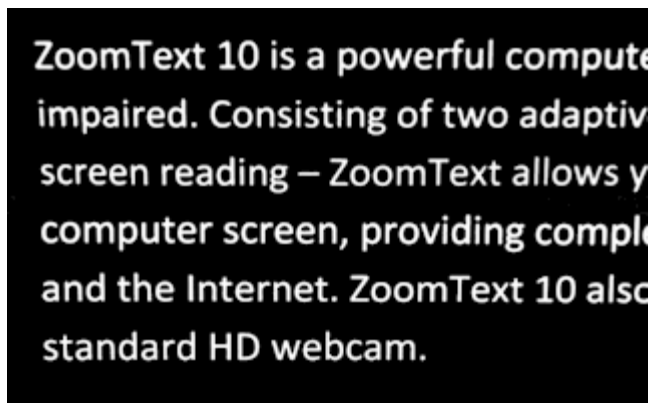 ZoomText 10 is a powerful compute
impaired. Consisting of two adaptiv
screen reading – ZoomText allows y
computer screen, providing comple
and the Internet. ZoomText 10 also
standard HD webcam.